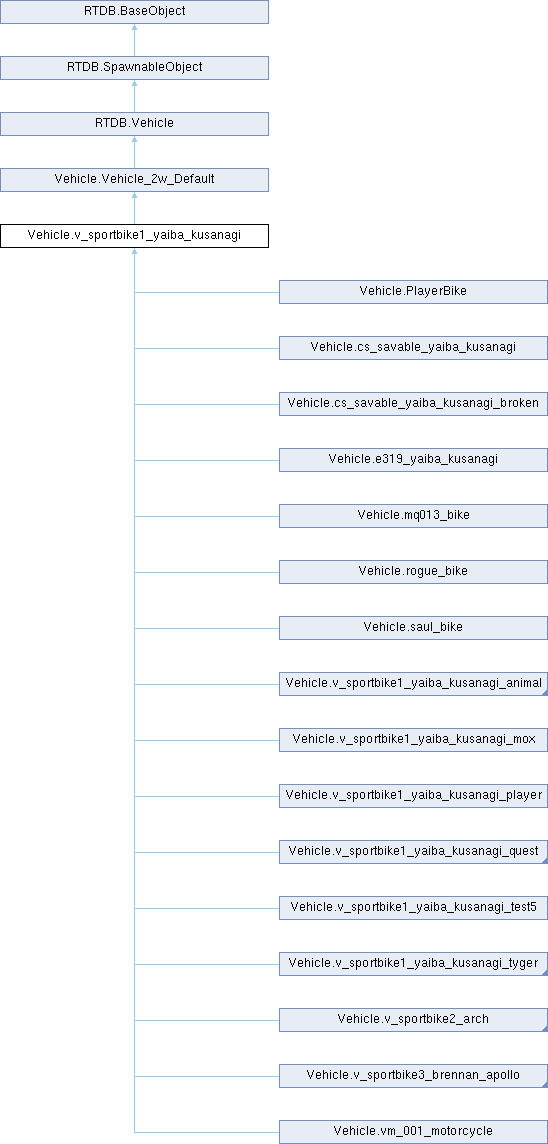 RTDB.BaseObject
RTDB.SpawnableObject
RTDB.Vehicle
Vehicle.Vehicle_2w_Default
Vehicle.v_sportbike1_yaiba_kusanagi
Vehicle.PlayerBike
Vehicle.cs_savable_yaiba_kusanagi
Vehicle.cs_savable_yaiba_kusanagi_broken
Vehicle.e319_yaiba_kusanagi
Vehicle.mq013_bike
Vehicle.rogue_bike
Vehicle.saul_bike
Vehicle.v_sportbike1_yaiba_kusanagi_animal
Vehicle.v_sportbike1_yaiba_kusanagi_mox
Vehicle.v_sportbike1_yaiba_kusanagi_player
Vehicle.v_sportbike1_yaiba_kusanagi_quest
Vehicle.v_sportbike1_yaiba_kusanagi_test5
Vehicle.v_sportbike1_yaiba_kusanagi_tyger
Vehicle.v_sportbike2_arch
Vehicle.v_sportbike3_brennan_apollo
Vehicle.vm_001_motorcycle